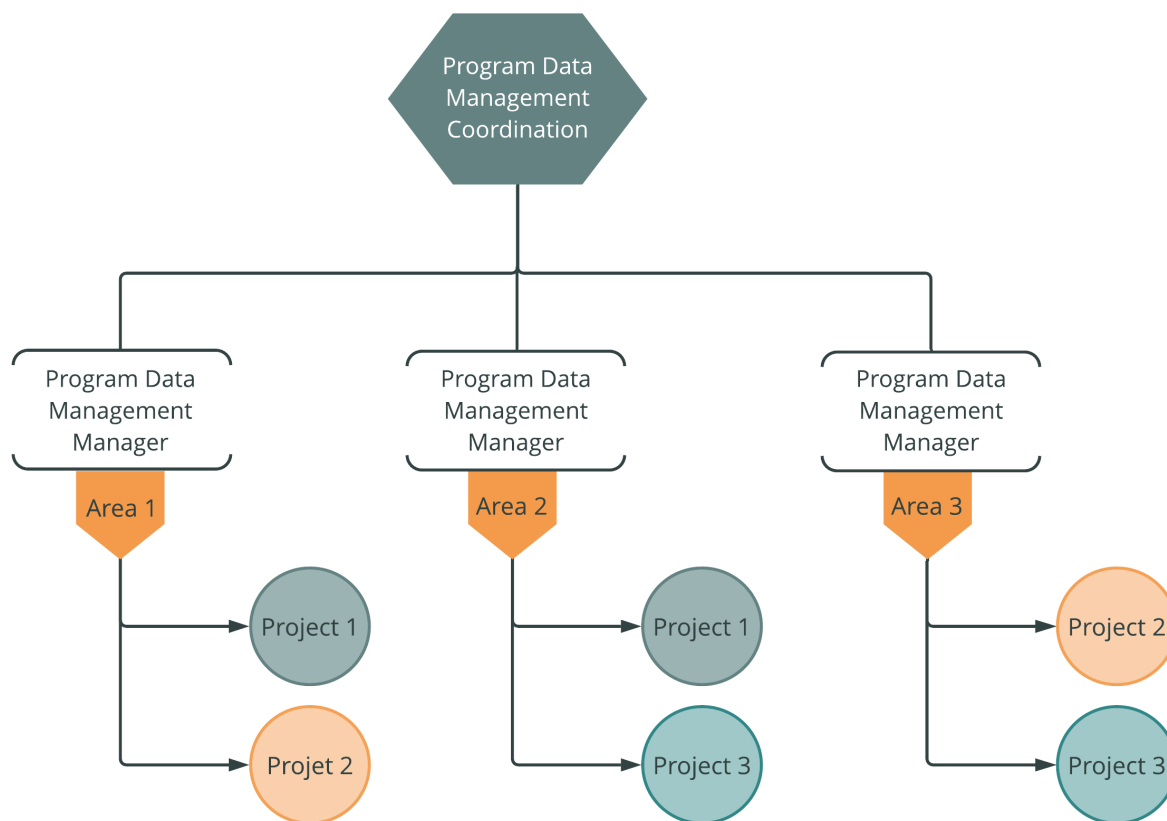 Program Data
Management
Coordination
Program Data
Management
Manager
Area 1
Project 1
Projet 2
Program Data
Management
Manager
Area 2
Project 1
Project 3
Program Data
Management
Manager
Area 3
Project 2
Project 3